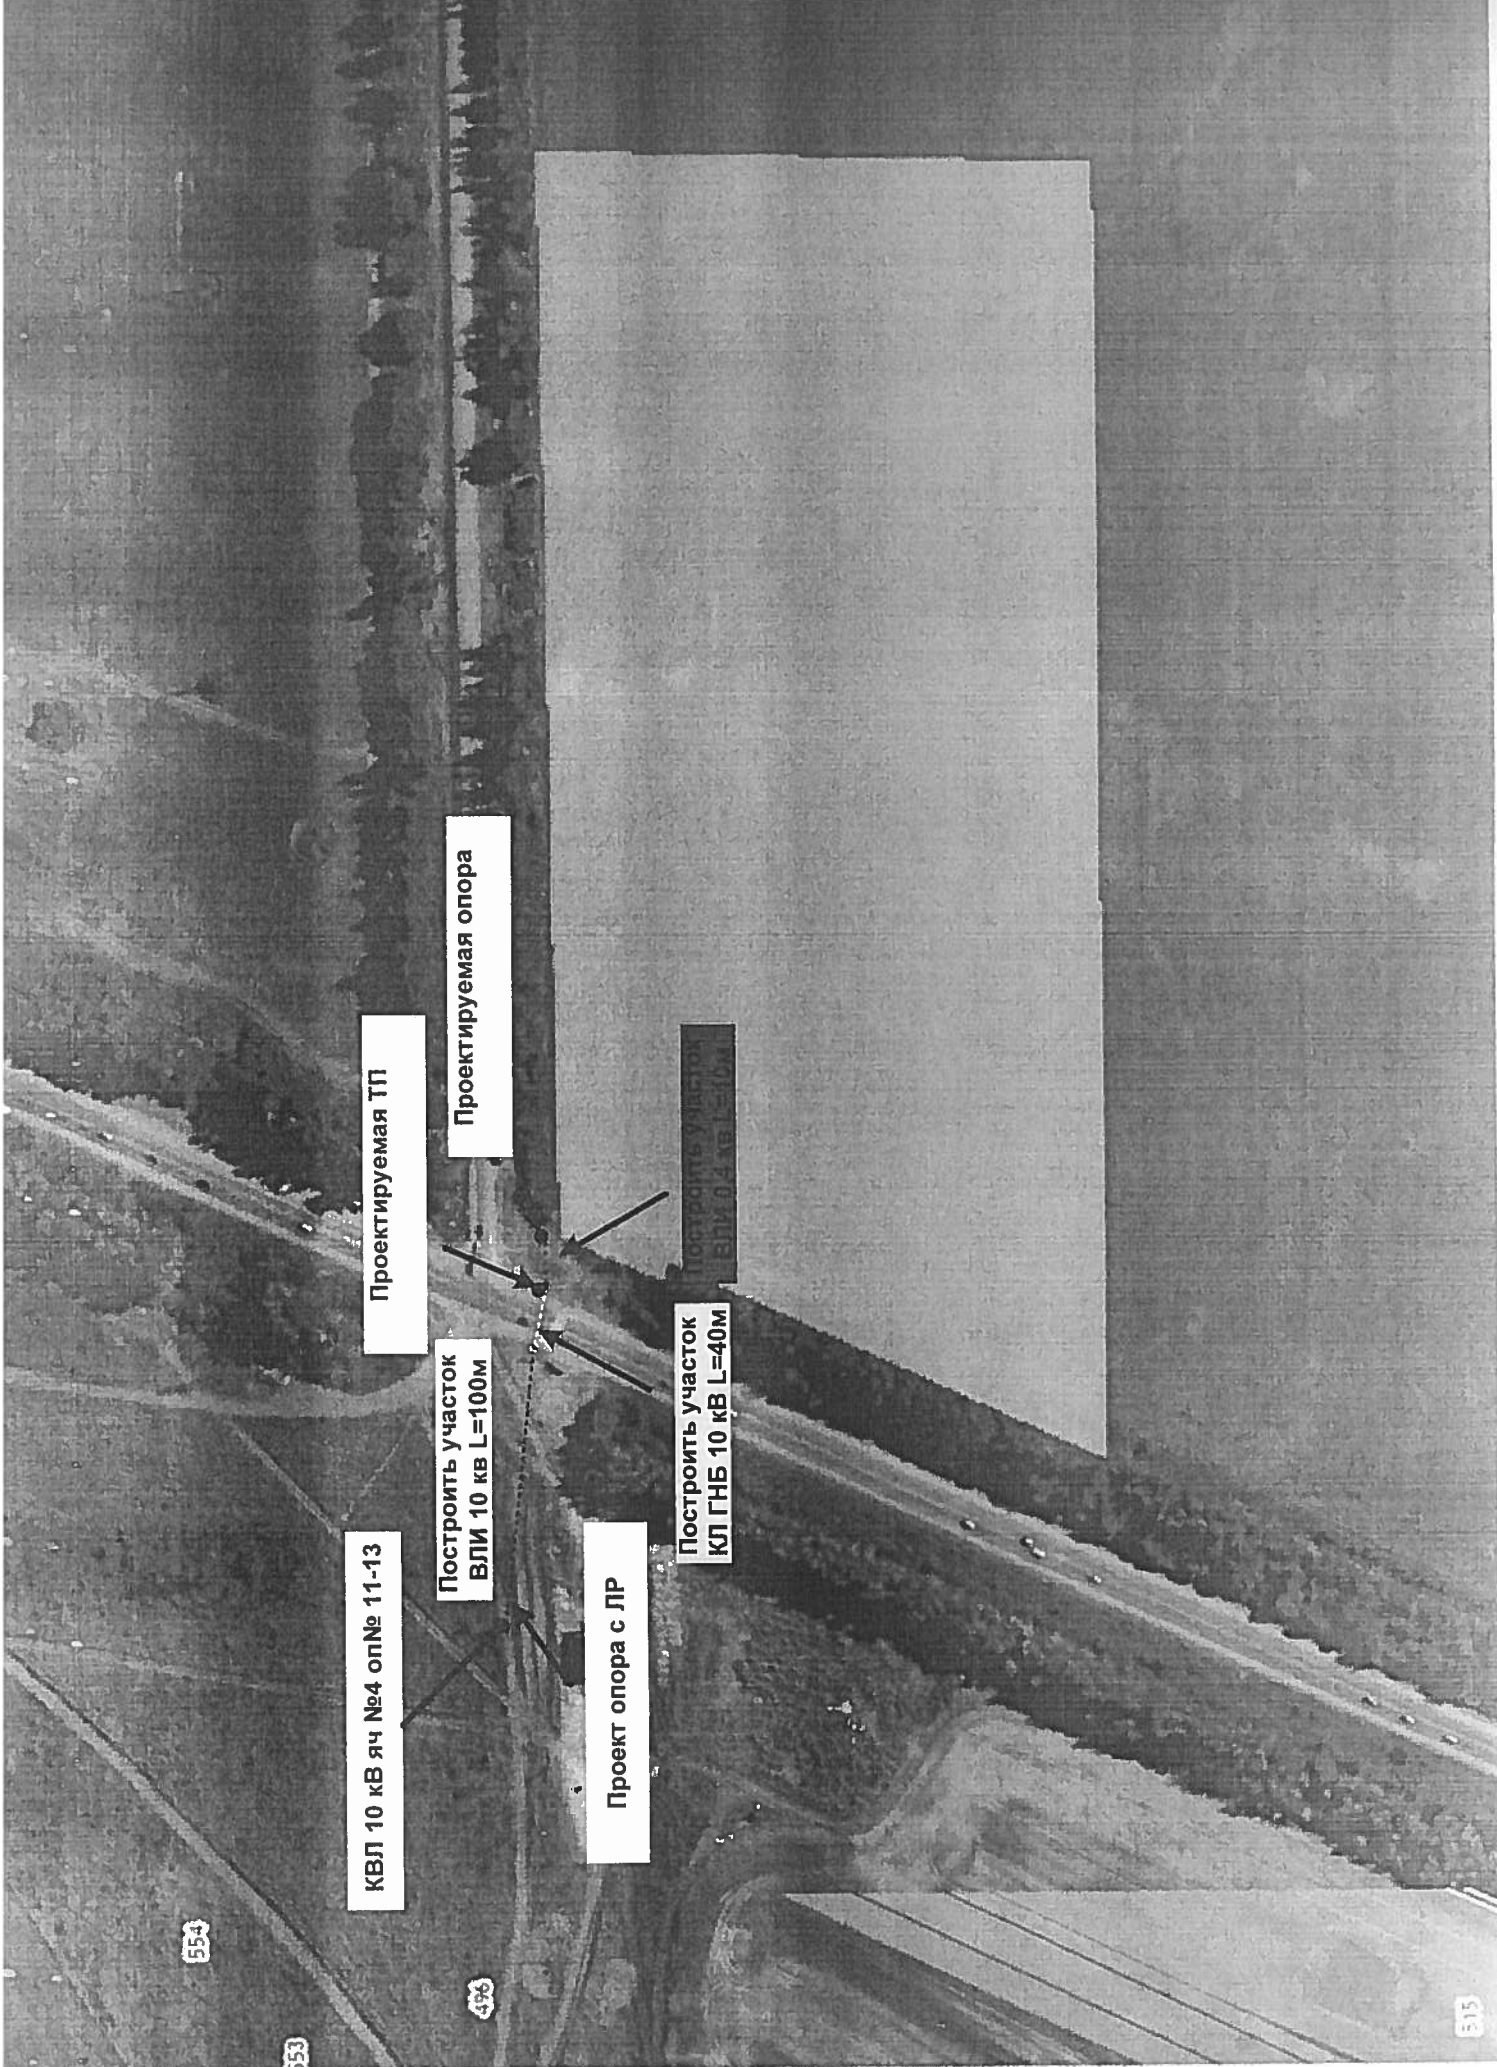 554
553
496
КВЛ 10 кВ яч №4 оп№ 11-13
Построить участок
ВЛИ 10 кв L=100м
Проектируемая ТП
Проектируемая опора
Проект опора с ЛР
Построить участок
КЛ ГНБ 10 кВ L=40м
Построить участок
ВЛИ 0,4 кв L=10м
515